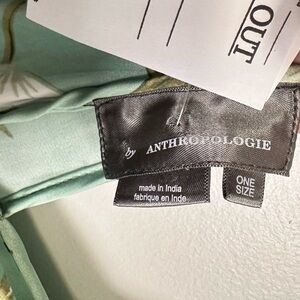 OUT
by ANTHROPOLOGIE
made in India
fabriqué en Inde
ONE
SIZE